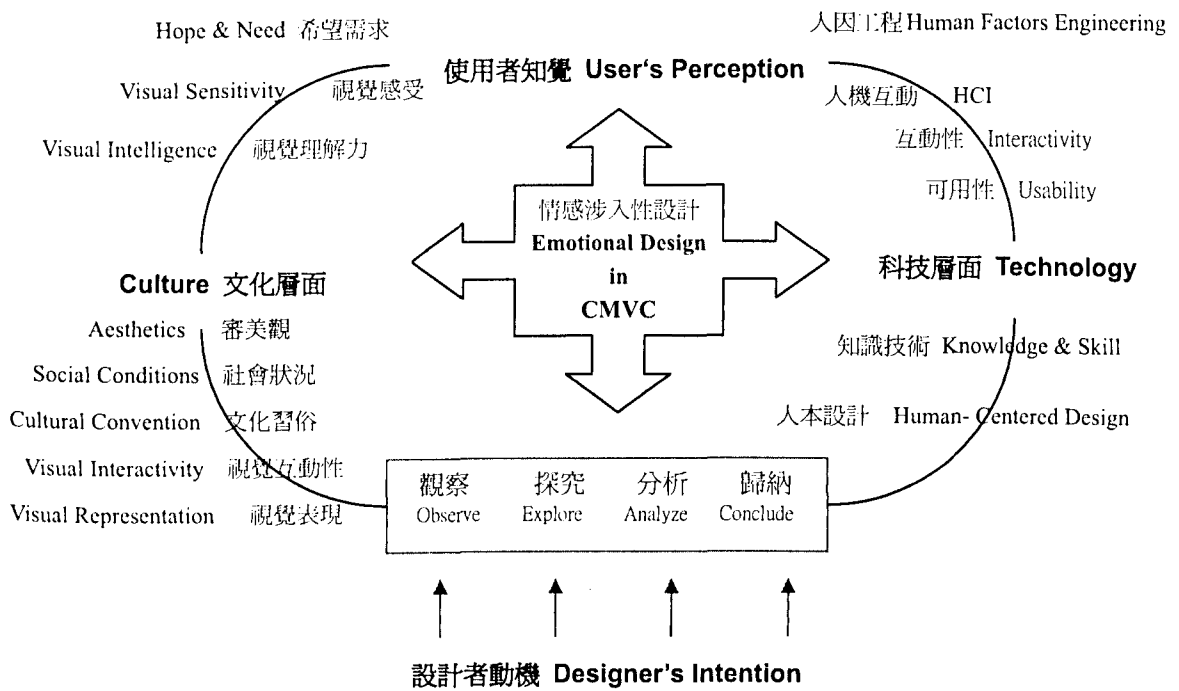 Hope & Need 希望需求
人因工程 Human Factors Engineering
使用者知覺 User's Perception
Visual Sensitivity 視覺感受
人機互動 HCI
Visual Intelligence 視覺理解力
互動性 Interactivity
可用性 Usability
情感涉入性設計
Emotional Design
in
CMVC
Culture 文化層面
科技層面 Technology
Aesthetics 審美觀
知識技術 Knowledge & Skill
Social Conditions 社會狀況
Cultural Convention 文化習俗
人本設計 Human- Centered Design
Visual Interactivity 視覺互動性
Visual Representation 視覺表現
觀察 探究 分析 歸納
Observe Explore Analyze Conclude
設計者動機 Designer's Intention